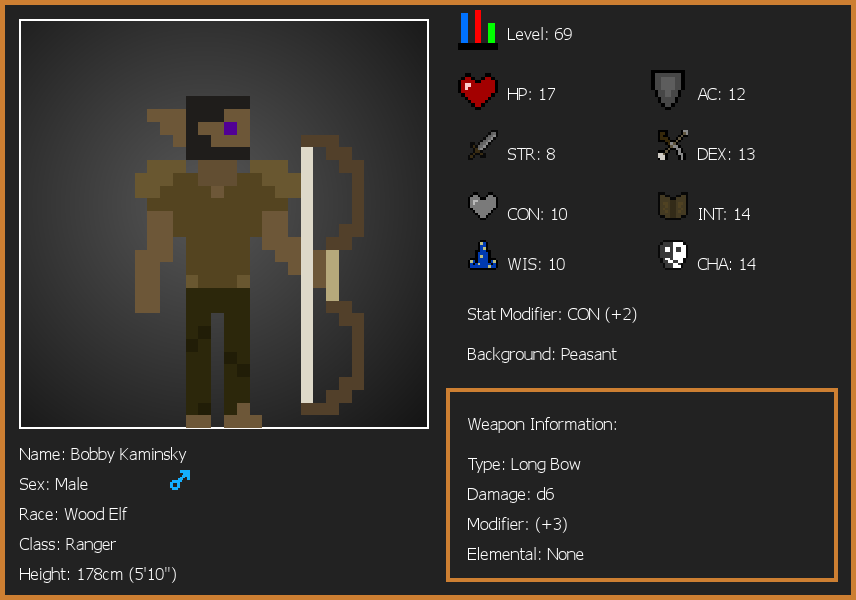 Level: 69
HP: 17
AC: 12
STR: 8
DEX: 13
CON: 10
INT: 14
WIS: 10
CHA: 14
Stat Modifier: CON (+2)
Background: Peasant
Weapon Information:
Type: Long Bow
Damage: d6
Modifier: (+3)
Elemental: None
Name: Bobby Kaminsky
Sex: Male
Race: Wood Elf
Class: Ranger
Height: 178cm (5'10")